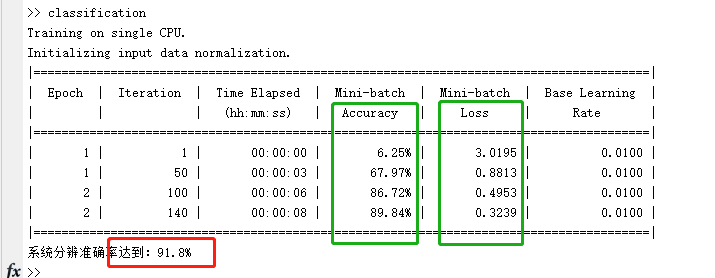 >> classification
Training on single CPU.
Initializing input data normalization.
|========================================================================================|
|  Epoch  |  Iteration  |  Time Elapsed  |  Mini-batch  |  Mini-batch  |  Base Learning  |
|         |             |   (hh:mm:ss)   |   Accuracy   |     Loss     |      Rate       |
|========================================================================================|
|       1 |           1 |       00:00:00 |        6.25% |       3.0195 |          0.0100 |
|       1 |          50 |       00:00:03 |       67.97% |       0.8813 |          0.0100 |
|       2 |         100 |       00:00:06 |       86.72% |       0.4953 |          0.0100 |
|       2 |         140 |       00:00:08 |       89.84% |       0.3239 |          0.0100 |
|========================================================================================|
系统分辨准确率达到：91.8%
fx >>